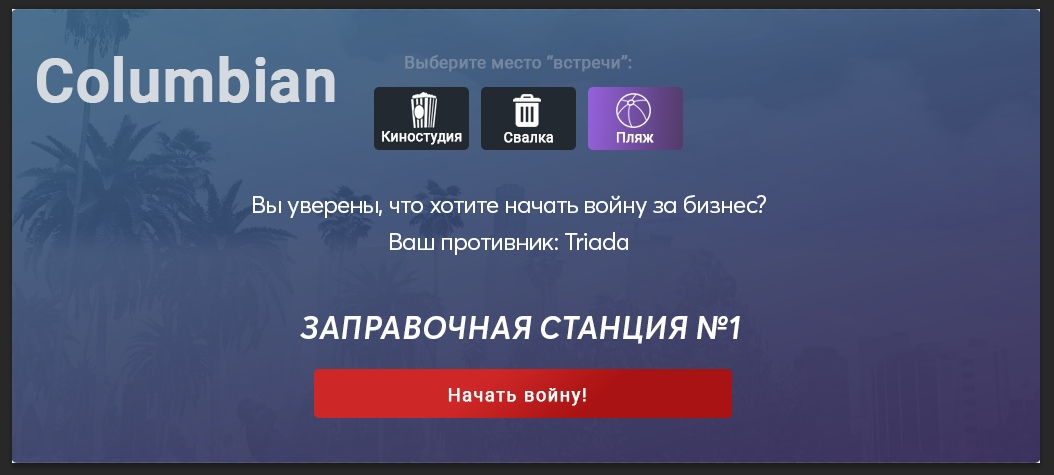 Columbian
Выберите место “встречи”:
Киностудия
Свалка
Пляж
Вы уверены, что хотите начать войну за бизнес?
Ваш противник: Triada
ЗАПРАВОЧНАЯ СТАНЦИЯ №1
Начать войну!